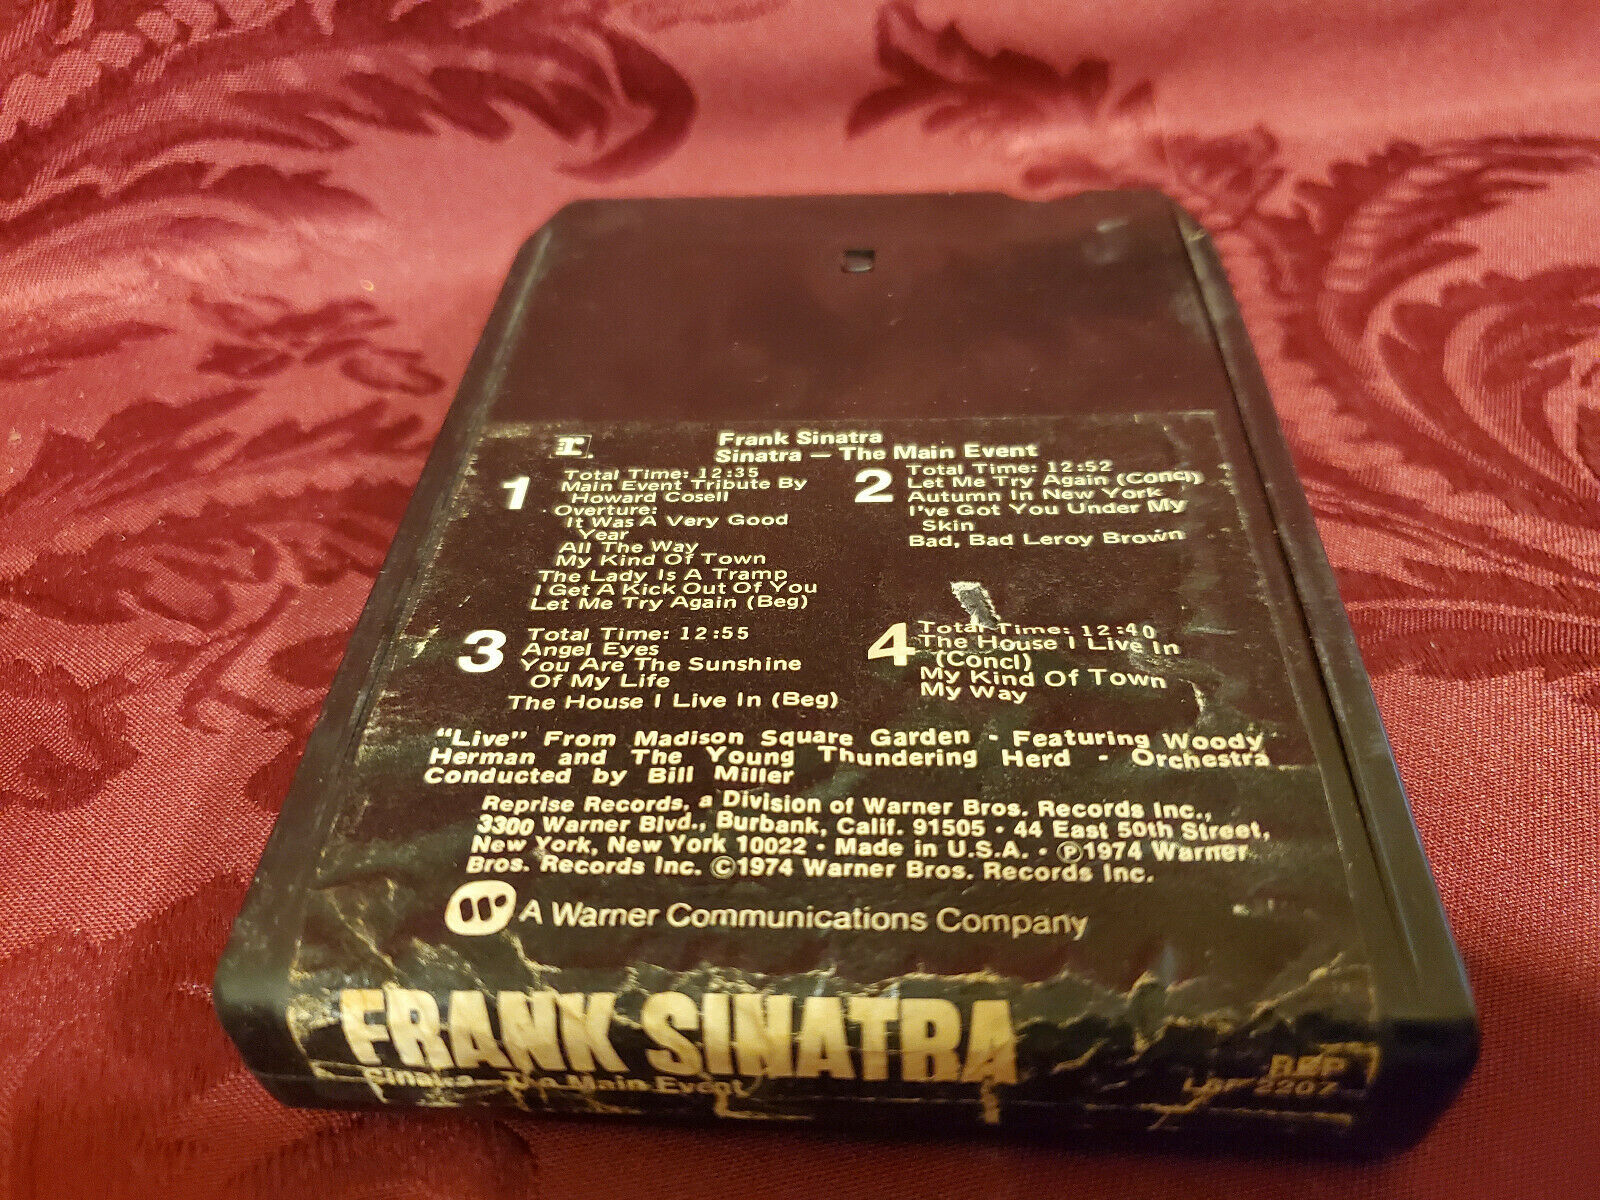 r.
Frank Sinatra
Sinatra — The Main Event
1
Total Time: 12:35
Main Event Tribute By
Howard Cosell
Overture:
It Was A Very Good
Year
All The Way
My Kind Of Town
The Lady Is A Tramp
I Get A Kick Out Of You
Let Me Try Again (Beg)
2
Total Time: 12:52
Let Me Try Again (Concl)
Autumn In New York
I've Got You Under My
Skin
Bad, Bad Leroy Brown
3
Total Time: 12:55
Angel Eyes
You Are The Sunshine
Of My Life
The House I Live In (Beg)
4
Total Time: 12:40
The House I Live In
(Concl)
My Kind Of Town
My Way
"Live" From Madison Square Garden - Featuring Woody
Herman and The Young Thundering Herd - Orchestra
Conducted by Bill Miller
Reprise Records, a Division of Warner Bros. Records Inc.,
3300 Warner Blvd., Burbank, Calif. 91505 · 44 East 50th Street,
New York, New York 10022 · Made in U.S.A. · ℗1974 Warner
Bros. Records Inc. ©1974 Warner Bros. Records Inc.
A Warner Communications Company
FRANK SINATRA
Sinatra—The Main Event
REP
2207